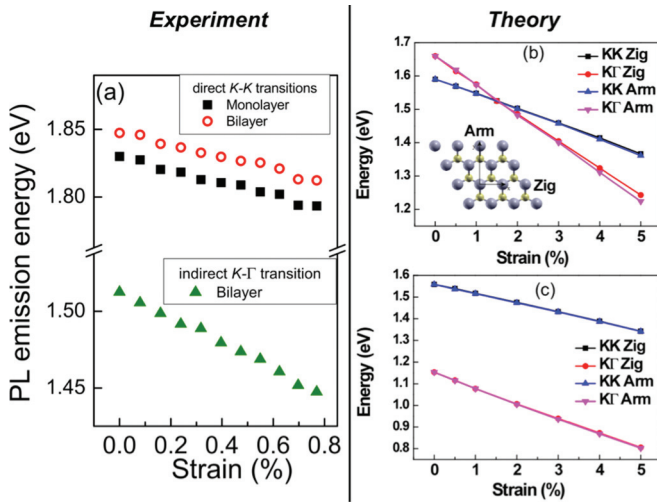 Experiment
Theory
(a)
direct K-K transitions
Monolayer
Bilayer
1.85
1.80
indirect K-Γ transition
Bilayer
1.50
1.45
PL emission energy (eV)
0.0 0.2 0.4 0.6 0.8
Strain (%)
(b)
KK Zig
KΓ Zig
KK Arm
KΓ Arm
1.7
1.6
1.5
1.4
1.3
1.2
Energy (eV)
Arm
Zig
0 1 2 3 4 5
Strain (%)
(c)
KK Zig
KΓ Zig
KK Arm
KΓ Arm
1.6
1.5
1.4
1.3
1.2
1.1
1.0
0.9
0.8
Energy (eV)
0 1 2 3 4 5
Strain (%)